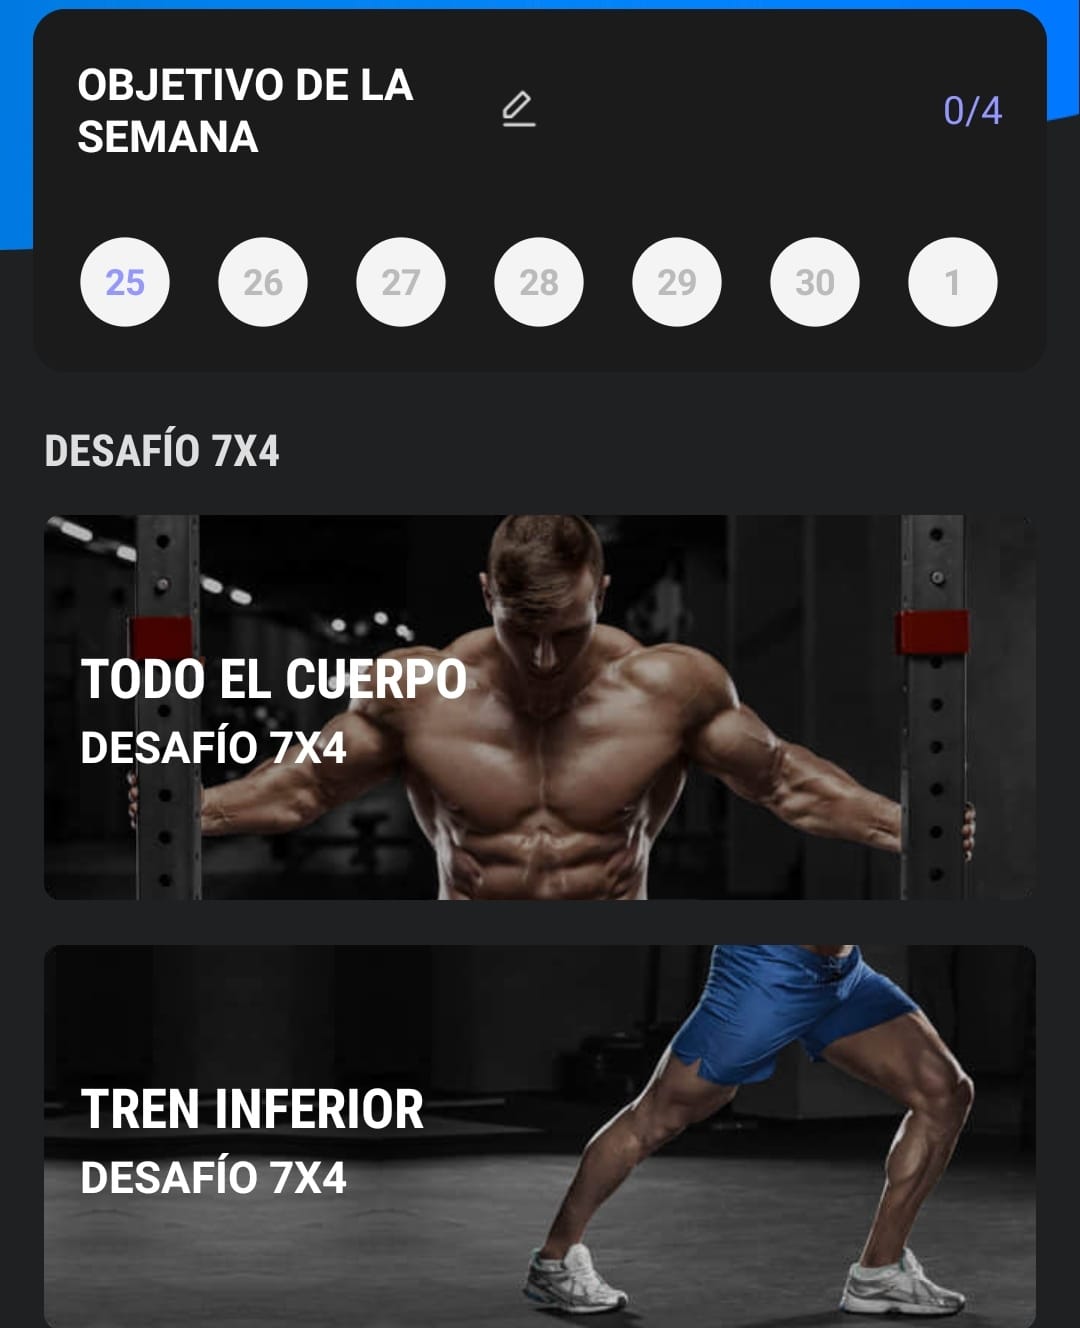 OBJETIVO DE LA
SEMANA
0/4
25 26 27 28 29 30 1
DESAFÍO 7X4
TODO EL CUERPO
DESAFÍO 7X4
TREN INFERIOR
DESAFÍO 7X4